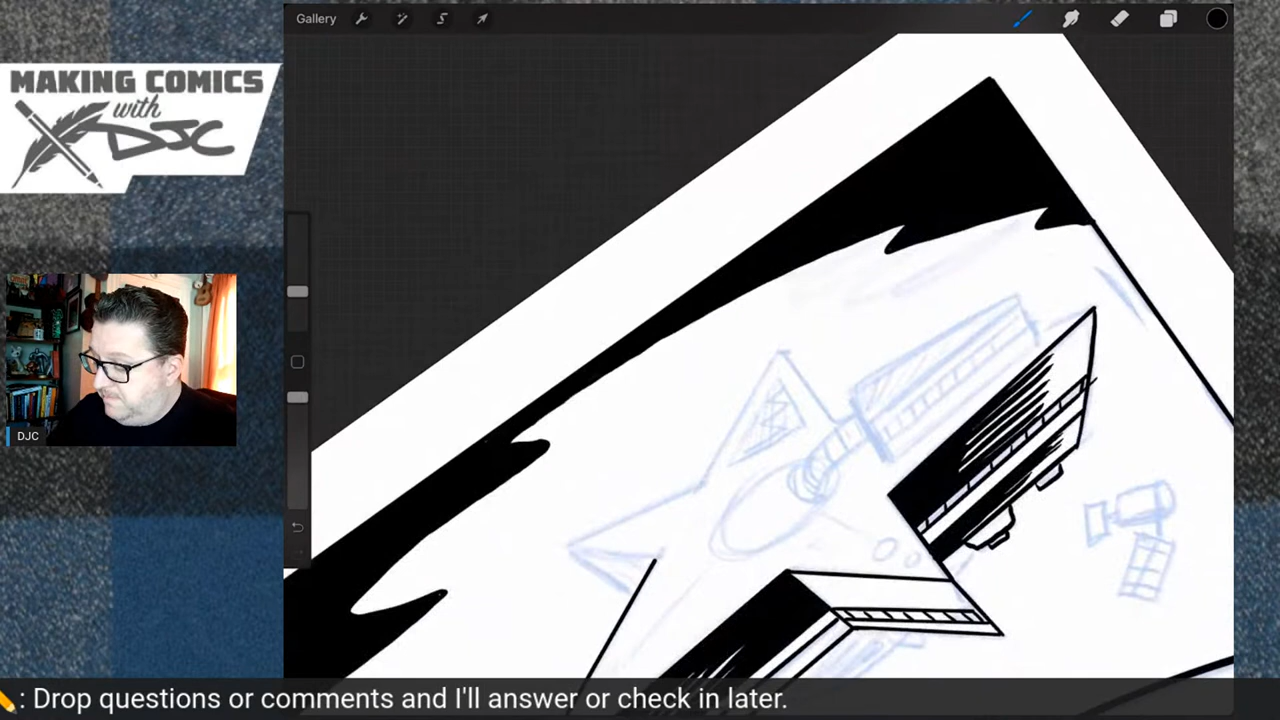 Gallery
MAKING COMICS
with
DJC
DJC
✏️: Drop questions or comments and I'll answer or check in later.